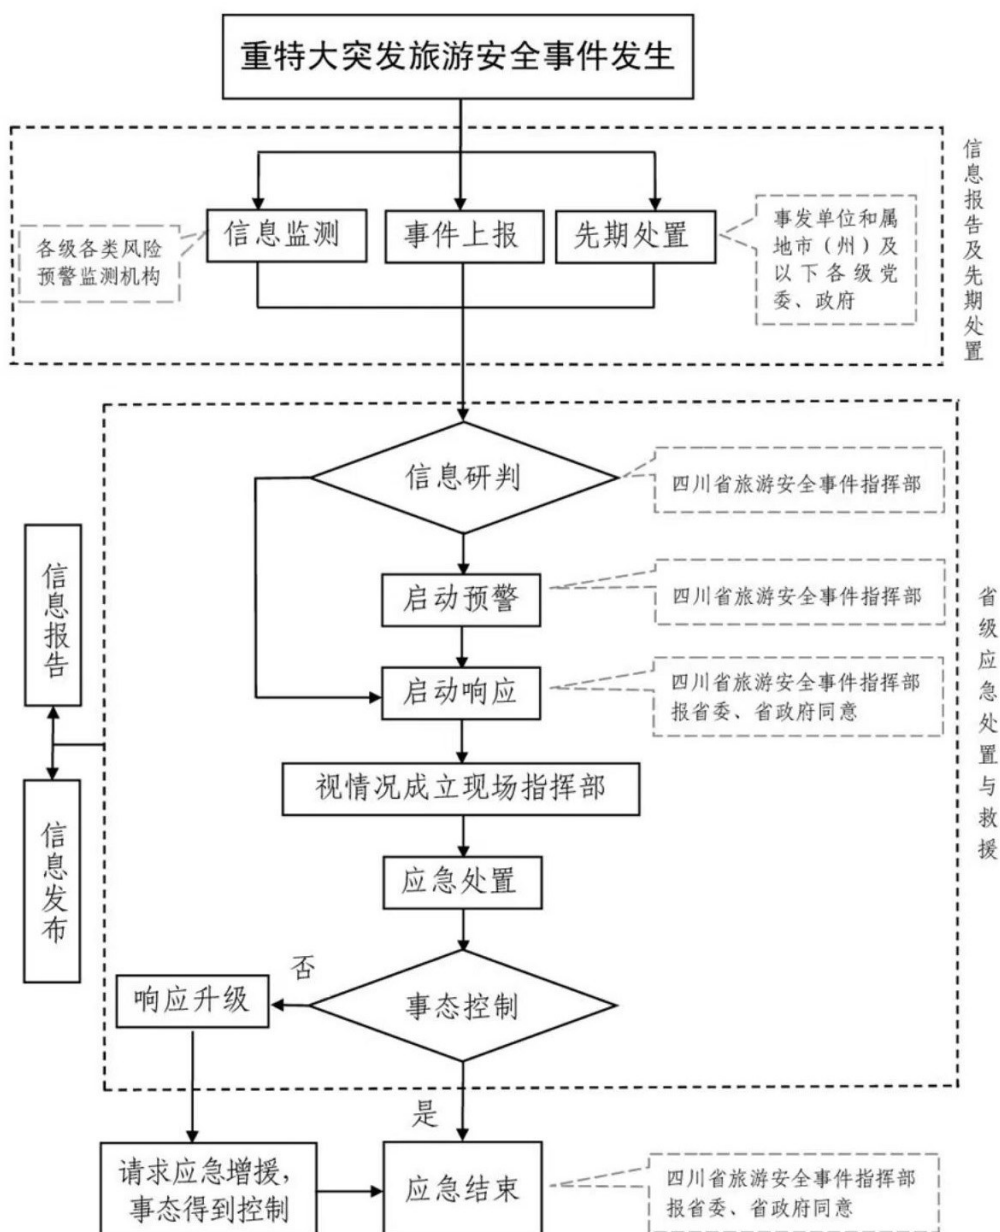 重特大突发旅游安全事件发生
信息监测
事件上报
先期处置
各级各类风险
预警监测机构
事发单位和属
地市（州）及
以下各级党
委、政府
信息报告及先期处置
信息研判
四川省旅游安全事件指挥部
启动预警
四川省旅游安全事件指挥部
启动响应
四川省旅游安全事件指挥部
报省委、省政府同意
视情况成立现场指挥部
应急处置
事态控制
否
响应升级
是
信息报告
信息发布
省级应急处置与救援
请求应急增援，
事态得到控制
应急结束
四川省旅游安全事件指挥部
报省委、省政府同意